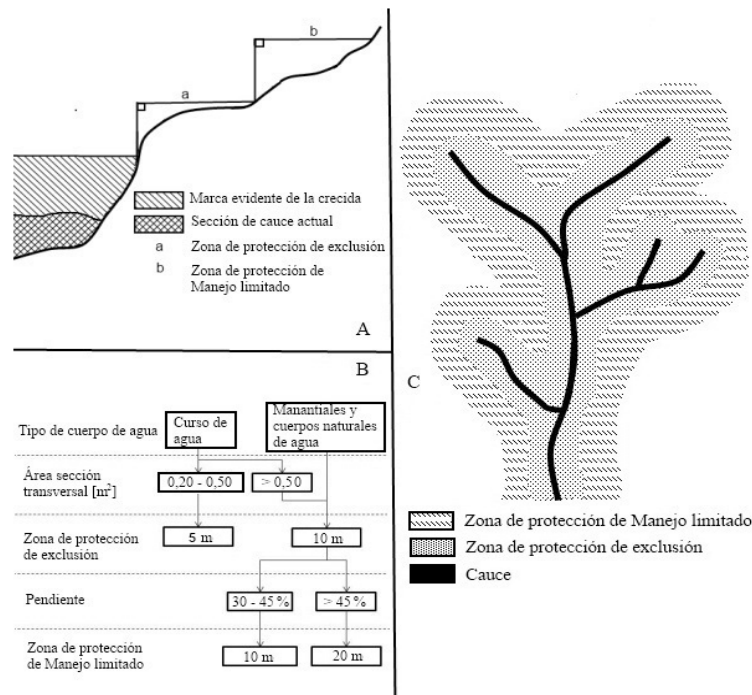 b
a
Marca evidente de la crecida
Sección de cauce actual
a Zona de protección de exclusión
b Zona de protección de
Manejo limitado
A
B
Tipo de cuerpo de agua
Curso de
agua
Manantiales y
cuerpos naturales
de agua
Área sección
transversal [m²]
0,20 - 0,50
> 0,50
Zona de protección
de exclusión
5 m
10 m
Pendiente
30 - 45 %
> 45 %
Zona de protección
de Manejo limitado
10 m
20 m
C
Zona de protección de Manejo limitado
Zona de protección de exclusión
Cauce